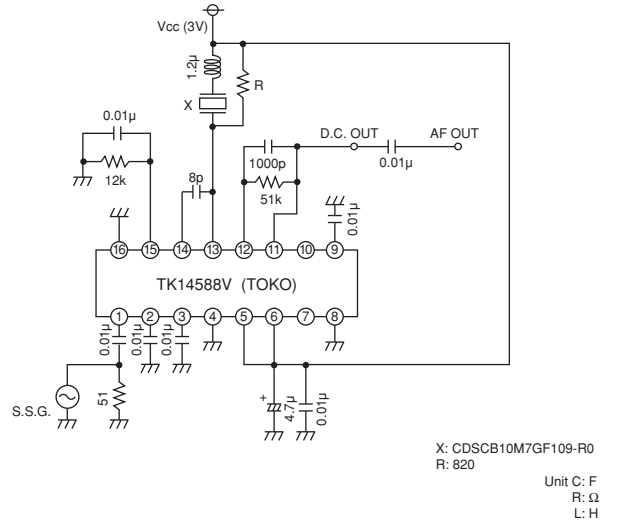 Vcc (3V)
1.2μ
R
X
0.01μ
12k
8p
1000p
51k
D.C. OUT
0.01μ
AF OUT
0.01μ
16 15 14 13 12 11 10 9
TK14588V (TOKO)
1 2 3 4 5 6 7 8
0.01μ
0.01μ
0.01μ
S.S.G.
51
+
4.7μ
0.01μ
X: CDSCB10M7GF109-R0
R: 820
Unit C: F
R: Ω
L: H